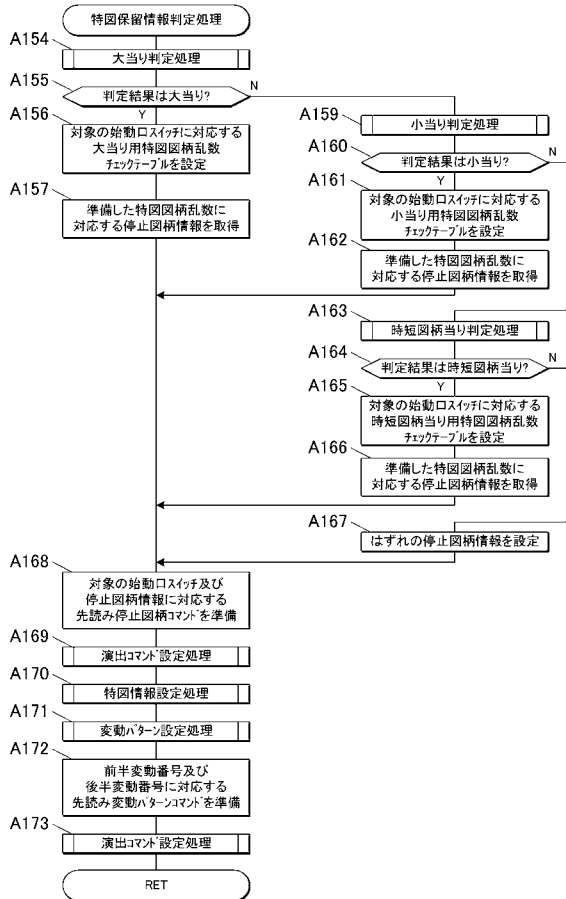 特図保留情報判定処理
A154
大当り判定処理
A155
判定結果は大当り?
N
Y
A156
対象の始動口スイッチに対応する
大当り用特図図柄乱数
チェックテーブルを設定
A157
準備した特図図柄乱数に
対応する停止図柄情報を取得
A159
小当り判定処理
A160
判定結果は小当り?
N
Y
A161
対象の始動口スイッチに対応する
小当り用特図図柄乱数
チェックテーブルを設定
A162
準備した特図図柄乱数に
対応する停止図柄情報を取得
A163
時短図柄当り判定処理
A164
判定結果は時短図柄当り?
N
Y
A165
対象の始動口スイッチに対応する
時短図柄当り用特図図柄乱数
チェックテーブルを設定
A166
準備した特図図柄乱数に
対応する停止図柄情報を取得
A167
はずれの停止図柄情報を設定
A168
対象の始動口スイッチ及び
停止図柄情報に対応する
先読み停止図柄コマンドを準備
A169
演出コマンド設定処理
A170
特図情報設定処理
A171
変動パターン設定処理
A172
前半変動番号及び
後半変動番号に対応する
先読み変動パターンコマンドを準備
A173
演出コマンド設定処理
RET